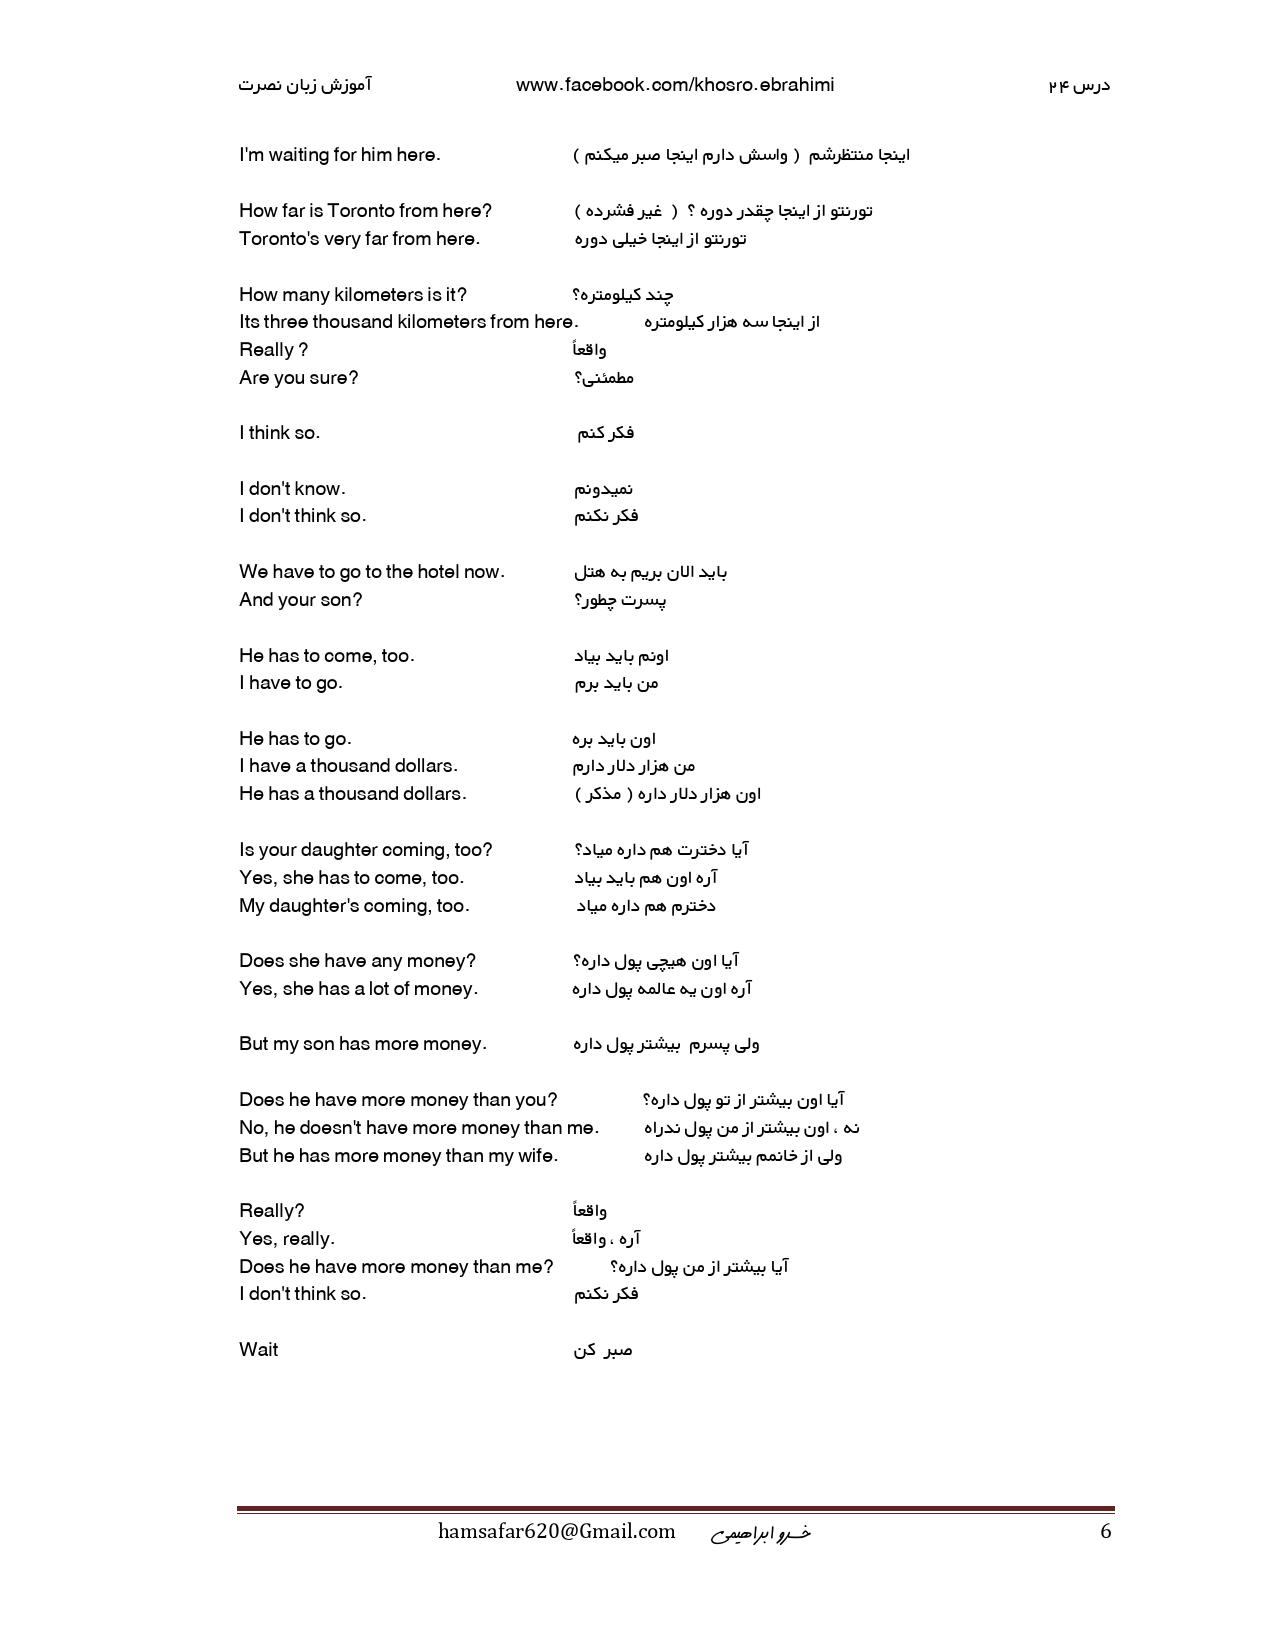 آموزش زبان نصرت www.facebook.com/khosro.ebrahimi درس ۲۴
I'm waiting for him here. اینجا منتظرشم ( واسش دارم اینجا صبر میکنم )
How far is Toronto from here? تورنتو از اینجا چقدر دوره ؟ ( غیر فشرده )
Toronto's very far from here. تورنتو از اینجا خیلی دوره
How many kilometers is it? چند کیلومتره؟
Its three thousand kilometers from here. از اینجا سه هزار کیلومتره
Really ? واقعاً
Are you sure? مطمئنی؟
I think so. فکر کنم
I don't know. نمیدونم
I don't think so. فکر نکنم
We have to go to the hotel now. باید الان بریم به هتل
And your son? پسرت چطور؟
He has to come, too. اونم باید بیاد
I have to go. من باید برم
He has to go. اون باید بره
I have a thousand dollars. من هزار دلار دارم
He has a thousand dollars. اون هزار دلار داره ( مذکر )
Is your daughter coming, too? آیا دخترت هم داره میاد؟
Yes, she has to come, too. آره اون هم باید بیاد
My daughter's coming, too. دخترم هم داره میاد
Does she have any money? آیا اون هیچی پول داره؟
Yes, she has a lot of money. آره اون یه عالمه پول داره
But my son has more money. ولی پسرم بیشتر پول داره
Does he have more money than you? آیا اون بیشتر از تو پول داره؟
No, he doesn't have more money than me. نه ، اون بیشتر از من پول ندراه
But he has more money than my wife. ولی از خانمم بیشتر پول داره
Really? واقعاً
Yes, really. آره ، واقعاً
Does he have more money than me? آیا بیشتر از من پول داره؟
I don't think so. فکر نکنم
Wait صبر کن
hamsafar620@Gmail.com خسرو ابراهیمی 6